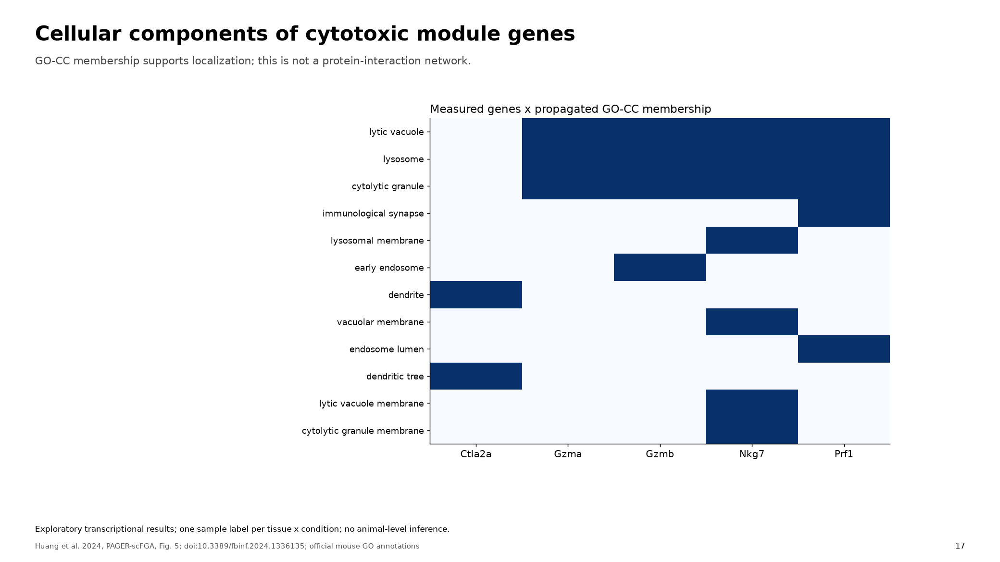 Cellular components of cytotoxic module genes
GO-CC membership supports localization; this is not a protein-interaction network.
Measured genes x propagated GO-CC membership
lytic vacuole
lysosome
cytolytic granule
immunological synapse
lysosomal membrane
early endosome
dendrite
vacuolar membrane
endosome lumen
dendritic tree
lytic vacuole membrane
cytolytic granule membrane
Ctla2a Gzma Gzmb Nkg7 Prf1
Exploratory transcriptional results; one sample label per tissue x condition; no animal-level inference.
Huang et al. 2024, PAGER-scFGA, Fig. 5; doi:10.3389/fbinf.2024.1336135; official mouse GO annotations
17